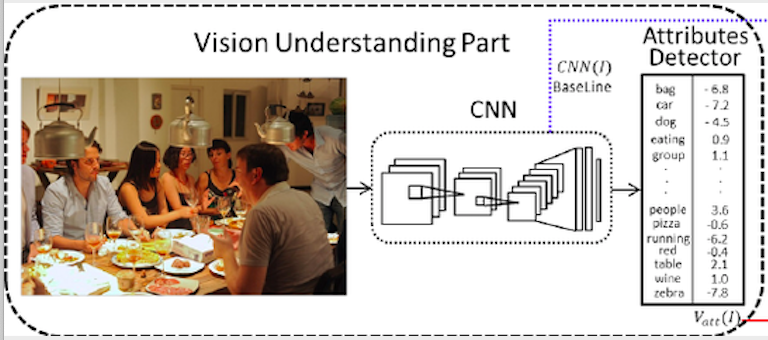 Vision Understanding Part
CNN(I)
BaseLine
CNN
Attributes
Detector
bag - 6.8
car - 7.2
dog - 4.5
eating 0.9
group 1.1
. .
. .
. .
people 3.6
pizza -0.6
running -6.2
red -0.4
table 2.1
wine 1.0
zebra -7.8
V_att(I)